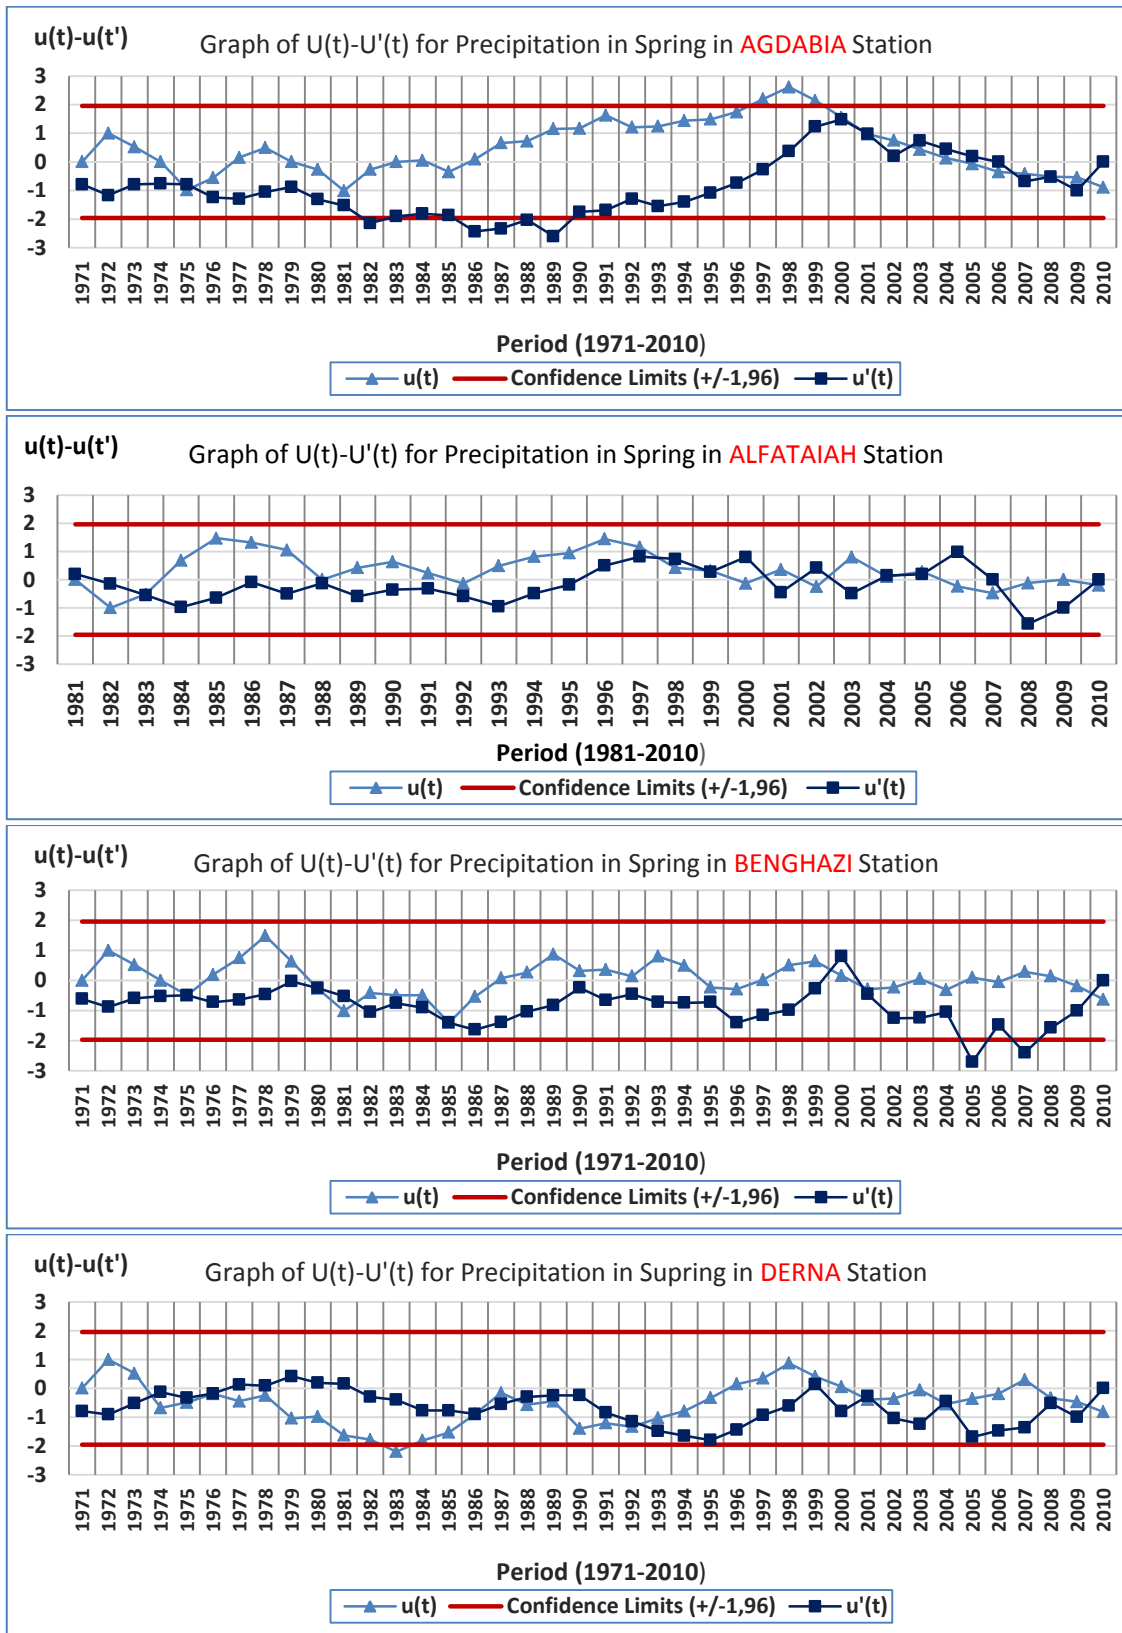 u(t)-u(t')
Graph of U(t)-U'(t) for Precipitation in Spring in AGDABIA Station
3
2
1
0
-1
-2
-3
1971 1972 1973 1974 1975 1976 1977 1978 1979 1980 1981 1982 1983 1984 1985 1986 1987 1988 1989 1990 1991 1992 1993 1994 1995 1996 1997 1998 1999 2000 2001 2002 2003 2004 2005 2006 2007 2008 2009 2010
Period (1971-2010)
u(t) Confidence Limits (+/-1,96) u'(t)
u(t)-u(t')
Graph of U(t)-U'(t) for Precipitation in Spring in ALFATAIAH Station
3
2
1
0
-1
-2
-3
1981 1982 1983 1984 1985 1986 1987 1988 1989 1990 1991 1992 1993 1994 1995 1996 1997 1998 1999 2000 2001 2002 2003 2004 2005 2006 2007 2008 2009 2010
Period (1981-2010)
u(t) Confidence Limits (+/-1,96) u'(t)
u(t)-u(t')
Graph of U(t)-U'(t) for Precipitation in Spring in BENGHAZI Station
3
2
1
0
-1
-2
-3
1971 1972 1973 1974 1975 1976 1977 1978 1979 1980 1981 1982 1983 1984 1985 1986 1987 1988 1989 1990 1991 1992 1993 1994 1995 1996 1997 1998 1999 2000 2001 2002 2003 2004 2005 2006 2007 2008 2009 2010
Period (1971-2010)
u(t) Confidence Limits (+/-1,96) u'(t)
u(t)-u(t')
Graph of U(t)-U'(t) for Precipitation in Supring in DERNA Station
3
2
1
0
-1
-2
-3
1971 1972 1973 1974 1975 1976 1977 1978 1979 1980 1981 1982 1983 1984 1985 1986 1987 1988 1989 1990 1991 1992 1993 1994 1995 1996 1997 1998 1999 2000 2001 2002 2003 2004 2005 2006 2007 2008 2009 2010
Period (1971-2010)
u(t) Confidence Limits (+/-1,96) u'(t)